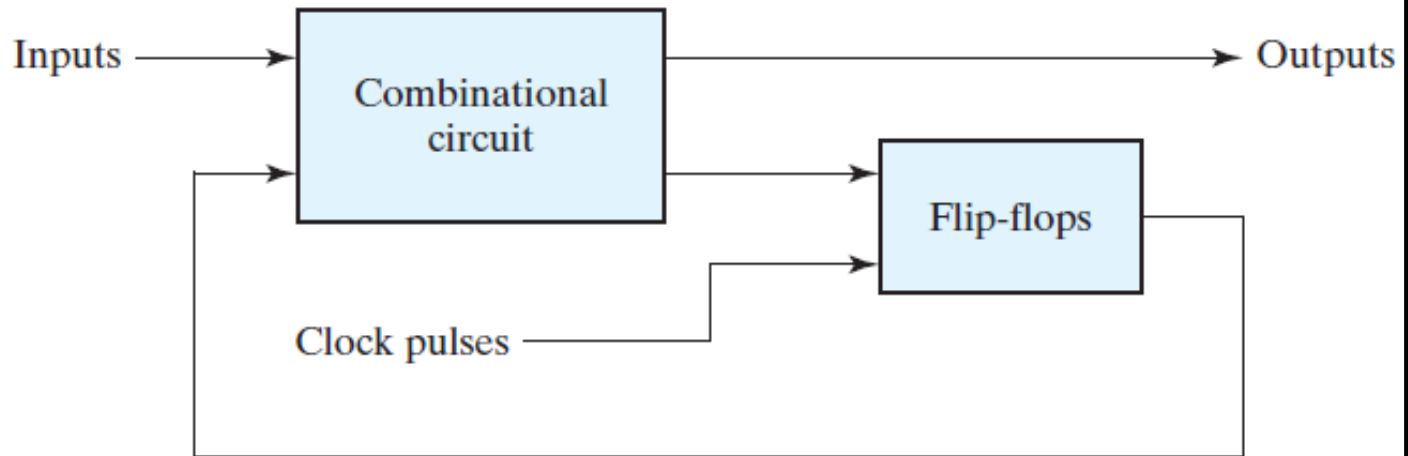 Inputs
Combinational
circuit
Outputs
Flip-flops
Clock pulses